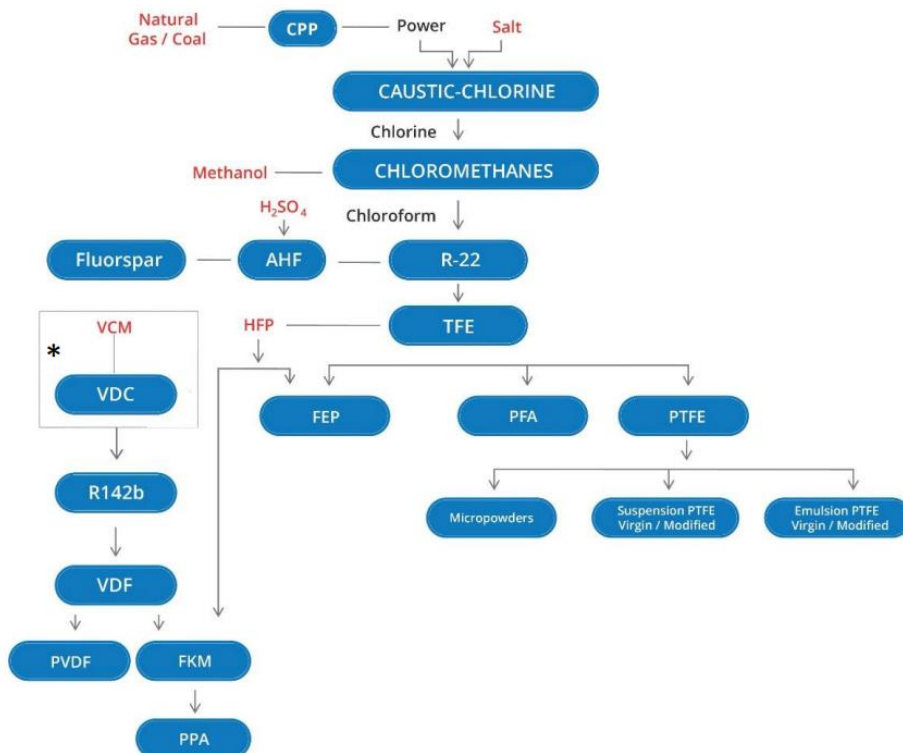 Natural
Gas / Coal
CPP
Power
Salt
CAUSTIC-CHLORINE
Chlorine
Methanol
CHLOROMETHANES
H₂SO₄
Chloroform
Fluorspar
AHF
R-22
VCM
HFP
TFE
*
VDC
FEP
PFA
PTFE
R142b
Micropowders
Suspension PTFE
Virgin / Modified
Emulsion PTFE
Virgin / Modified
VDF
PVDF
FKM
PPA